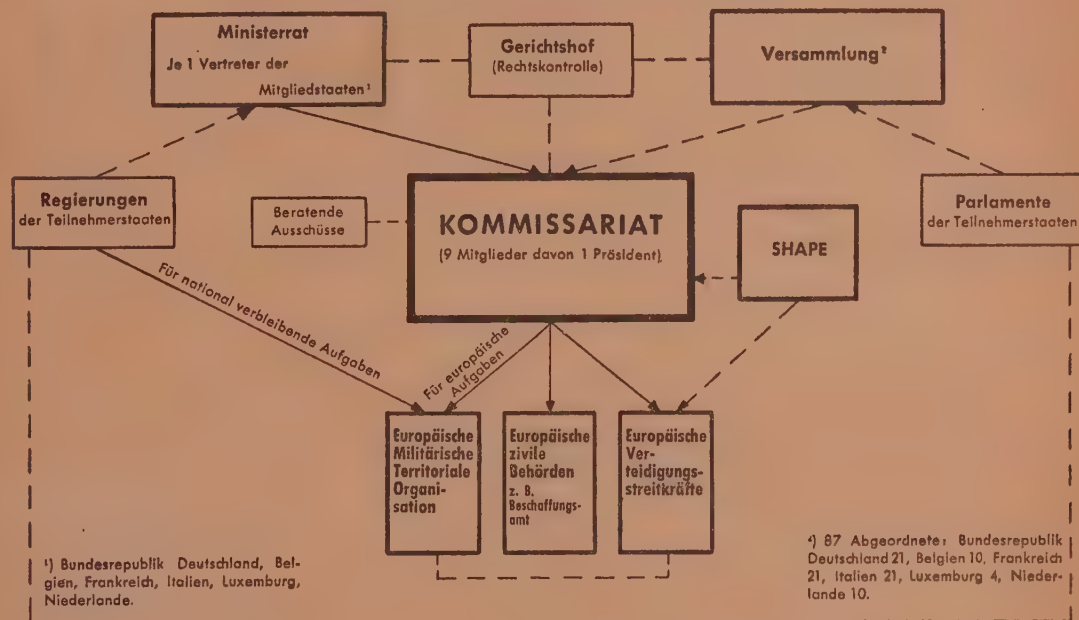 Ministerrat
Je 1 Vertreter der
Mitgliedstaaten¹
Gerichtshof
(Rechtskontrolle)
Versammlung²
Regierungen
der Teilnehmerstaaten
Beratende
Ausschüsse
KOMMISSARIAT
(9 Mitglieder davon 1 Präsident)
SHAPE
Parlamente
der Teilnehmerstaaten
Für national verbleibende Aufgaben
Für europäische
Aufgaben
Europäische
Militärische
Territoriale
Organi-
sation
Europäische
zivile
Behörden
z. B.
Beschaffungs-
amt
Europäische
Ver-
teidigungs-
streitkräfte
¹) Bundesrepublik Deutschland, Bel-
gien, Frankreich, Italien, Luxemburg,
Niederlande.
²) 87 Abgeordnete: Bundesrepublik
Deutschland 21, Belgien 10, Frankreich
21, Italien 21, Luxemburg 4, Nieder-
lande 10.